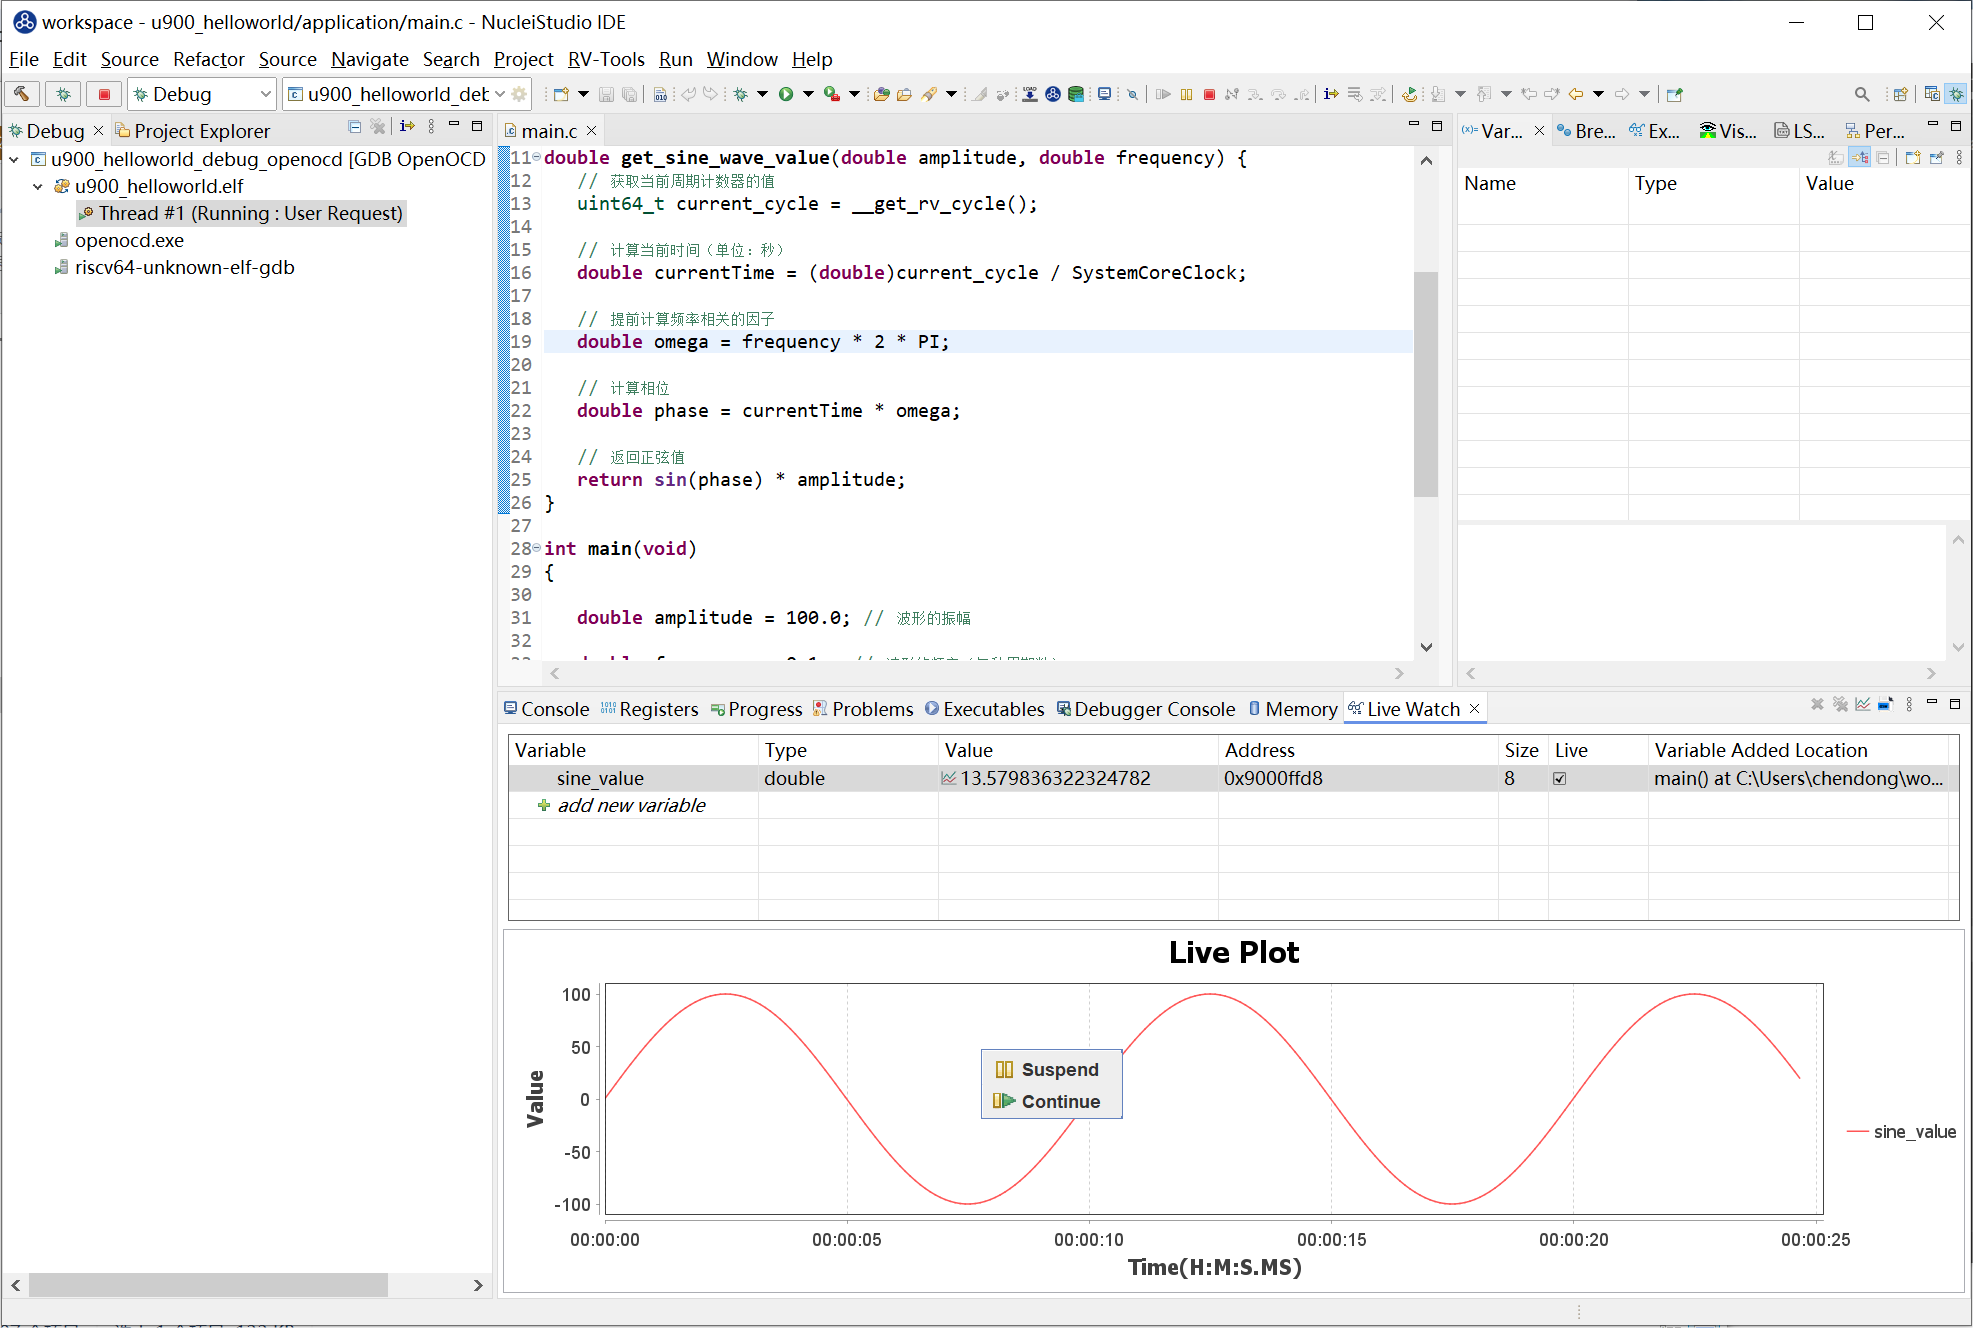 workspace - u900_helloworld/application/main.c - NucleiStudio IDE
File Edit Source Refactor Source Navigate Search Project RV-Tools Run Window Help
Debug u900_helloworld_deb
Debug Project Explorer
u900_helloworld_debug_openocd [GDB OpenOCD
u900_helloworld.elf
Thread #1 (Running : User Request)
openocd.exe
riscv64-unknown-elf-gdb
main.c
11 double get_sine_wave_value(double amplitude, double frequency) {
12 // 获取当前周期计数器的值
13 uint64_t current_cycle = __get_rv_cycle();
14
15 // 计算当前时间（单位：秒）
16 double currentTime = (double)current_cycle / SystemCoreClock;
17
18 // 提前计算频率相关的因子
19 double omega = frequency * 2 * PI;
20
21 // 计算相位
22 double phase = currentTime * omega;
23
24 // 返回正弦值
25 return sin(phase) * amplitude;
26 }
27
28 int main(void)
29 {
30
31 double amplitude = 100.0; // 波形的振幅
32
Var... Bre... Ex... Vis... LS... Per...
Name Type Value
Console Registers Progress Problems Executables Debugger Console Memory Live Watch
Variable Type Value Address Size Live Variable Added Location
sine_value double 13.579836322324782 0x9000ffd8 8 main() at C:\Users\chendong\wo...
add new variable
Live Plot
100
50
0
-50
-100
Value
Suspend
Continue
sine_value
00:00:00 00:00:05 00:00:10 00:00:15 00:00:20 00:00:25
Time(H:M:S.MS)